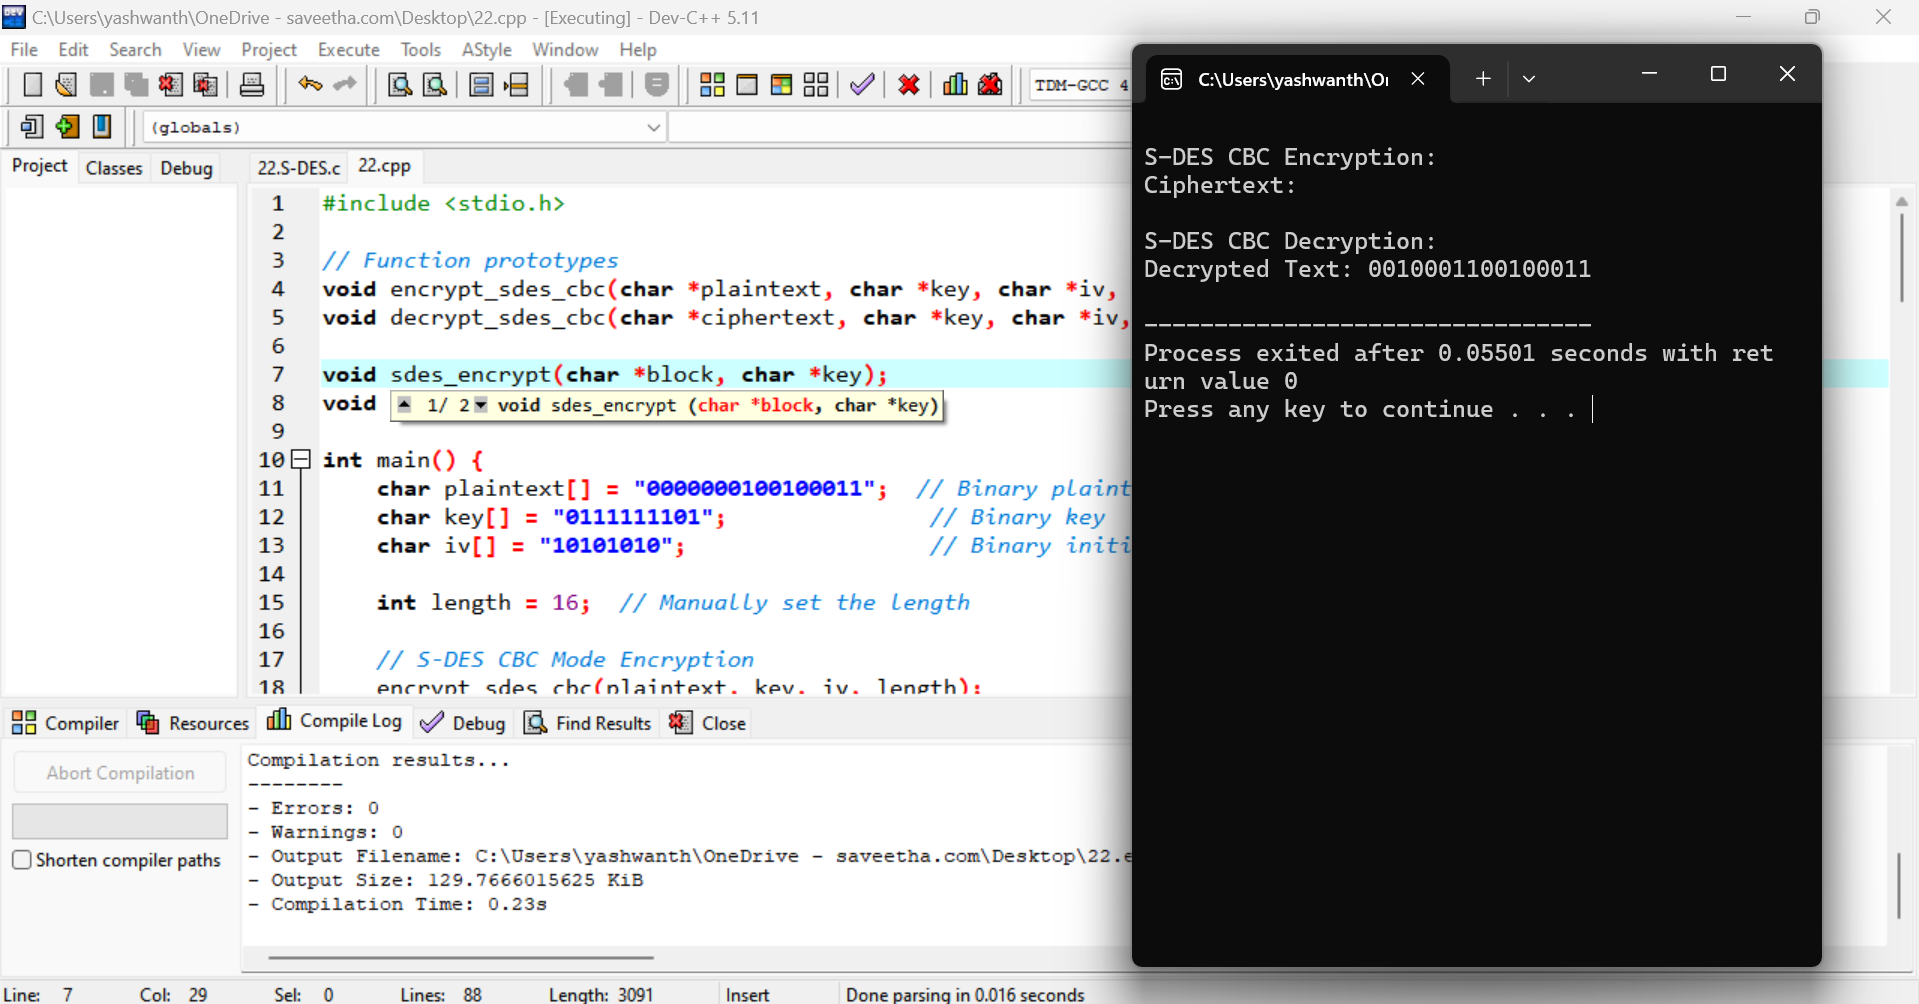 C:\Users\yashwanth\OneDrive - saveetha.com\Desktop\22.cpp - [Executing] - Dev-C++ 5.11
File Edit Search View Project Execute Tools AStyle Window Help
TDM-GCC 4
(globals)
Project Classes Debug
22.S-DES.c 22.cpp
1 #include <stdio.h>
2
3 // Function prototypes
4 void encrypt_sdes_cbc(char *plaintext, char *key, char *iv,
5 void decrypt_sdes_cbc(char *ciphertext, char *key, char *iv,
6
7 void sdes_encrypt(char *block, char *key);
8 void
1/ 2 void sdes_encrypt (char *block, char *key)
9
10 int main() {
11 char plaintext[] = "0000000100100011"; // Binary plaint
12 char key[] = "0111111101"; // Binary key
13 char iv[] = "10101010"; // Binary initi
14
15 int length = 16; // Manually set the length
16
17 // S-DES CBC Mode Encryption
18 encrypt_sdes_cbc(plaintext, key, iv, length);
Compiler Resources Compile Log Debug Find Results Close
Abort Compilation
Shorten compiler paths
Compilation results...
--------
- Errors: 0
- Warnings: 0
- Output Filename: C:\Users\yashwanth\OneDrive - saveetha.com\Desktop\22.e
- Output Size: 129.7666015625 KiB
- Compilation Time: 0.23s
Line: 7 Col: 29 Sel: 0 Lines: 88 Length: 3091 Insert Done parsing in 0.016 seconds
C:\Users\yashwanth\On
S-DES CBC Encryption:
Ciphertext:
S-DES CBC Decryption:
Decrypted Text: 0010001100100011
--------------------------------
Process exited after 0.05501 seconds with ret
urn value 0
Press any key to continue . . .